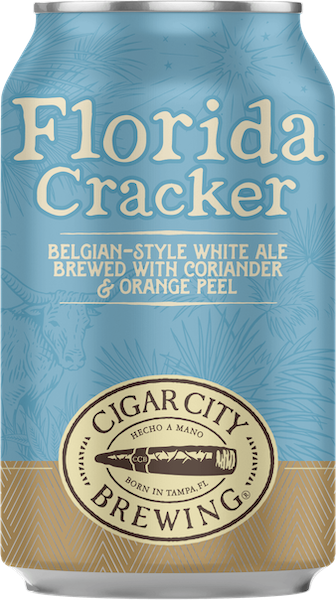 Florida
Cracker
BELGIAN-STYLE WHITE ALE
BREWED WITH CORIANDER
& ORANGE PEEL
CIGAR CITY
HECHO A MANO
CCB
BORN IN TAMPA, FL
BREWING®